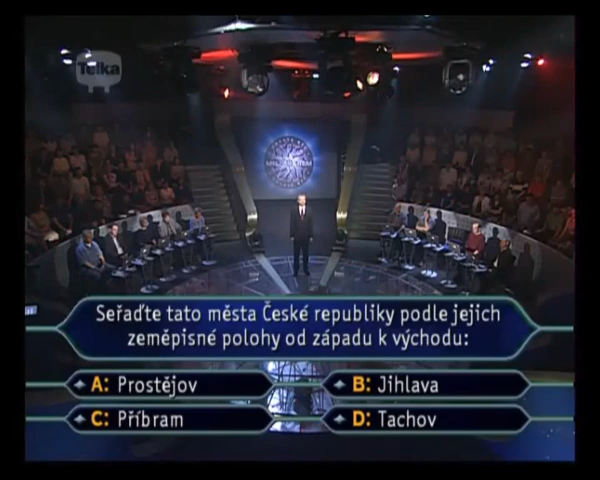 Telka
Seřaďte tato města České republiky podle jejich
zeměpisné polohy od západu k východu:
A: Prostějov
B: Jihlava
C: Příbram
D: Tachov